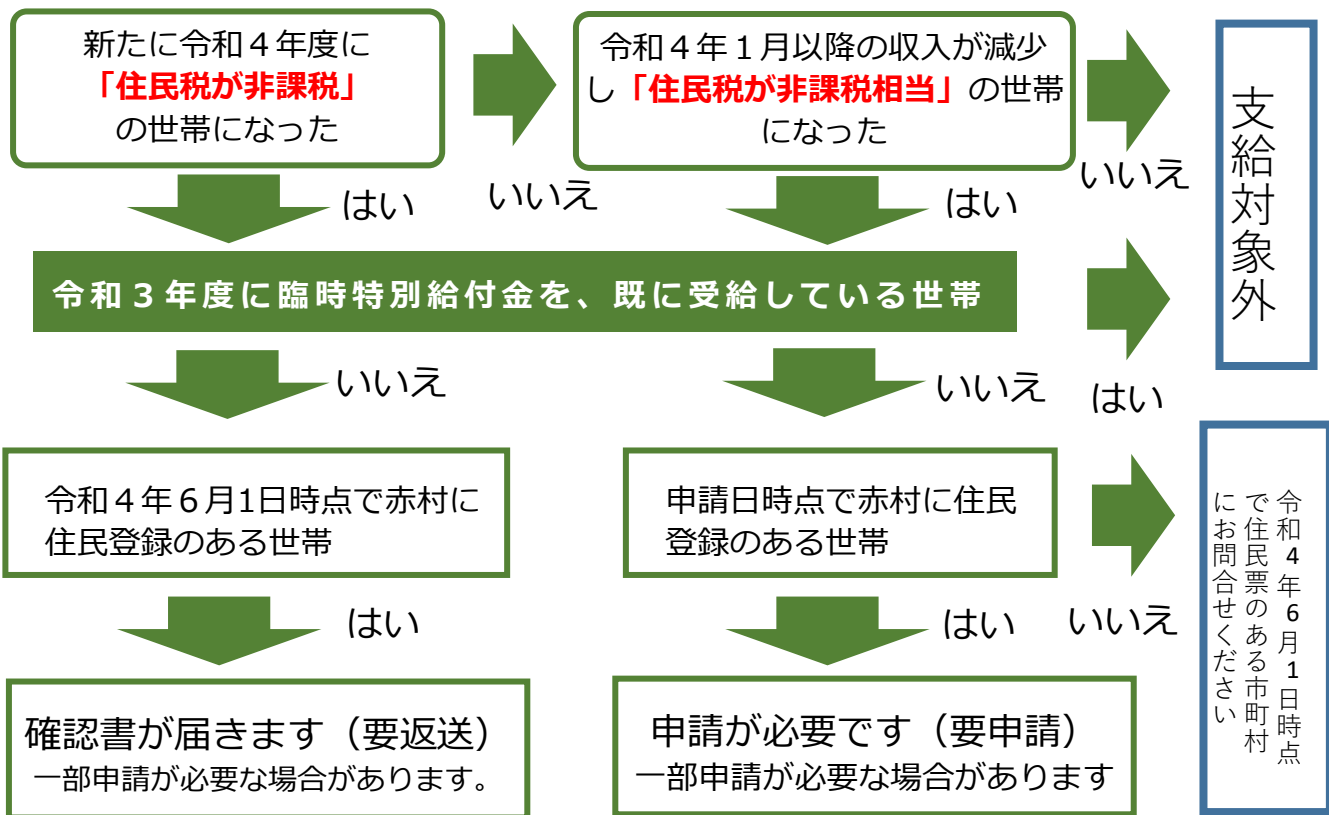 新たに令和４年度に
「住民税が非課税」
の世帯になった
令和４年１月以降の収入が減少
し「住民税が非課税相当」の世帯
になった
支給対象外
はい
いいえ
はい
いいえ
令和３年度に臨時特別給付金を、既に受給している世帯
いいえ
いいえ
はい
令和４年６月1日時点で赤村に
住民登録のある世帯
申請日時点で赤村に住民
登録のある世帯
令和4年6月1日時点
で住民票のある市町村
にお問合せください
はい
はい
いいえ
確認書が届きます（要返送）
一部申請が必要な場合があります。
申請が必要です（要申請）
一部申請が必要な場合があります